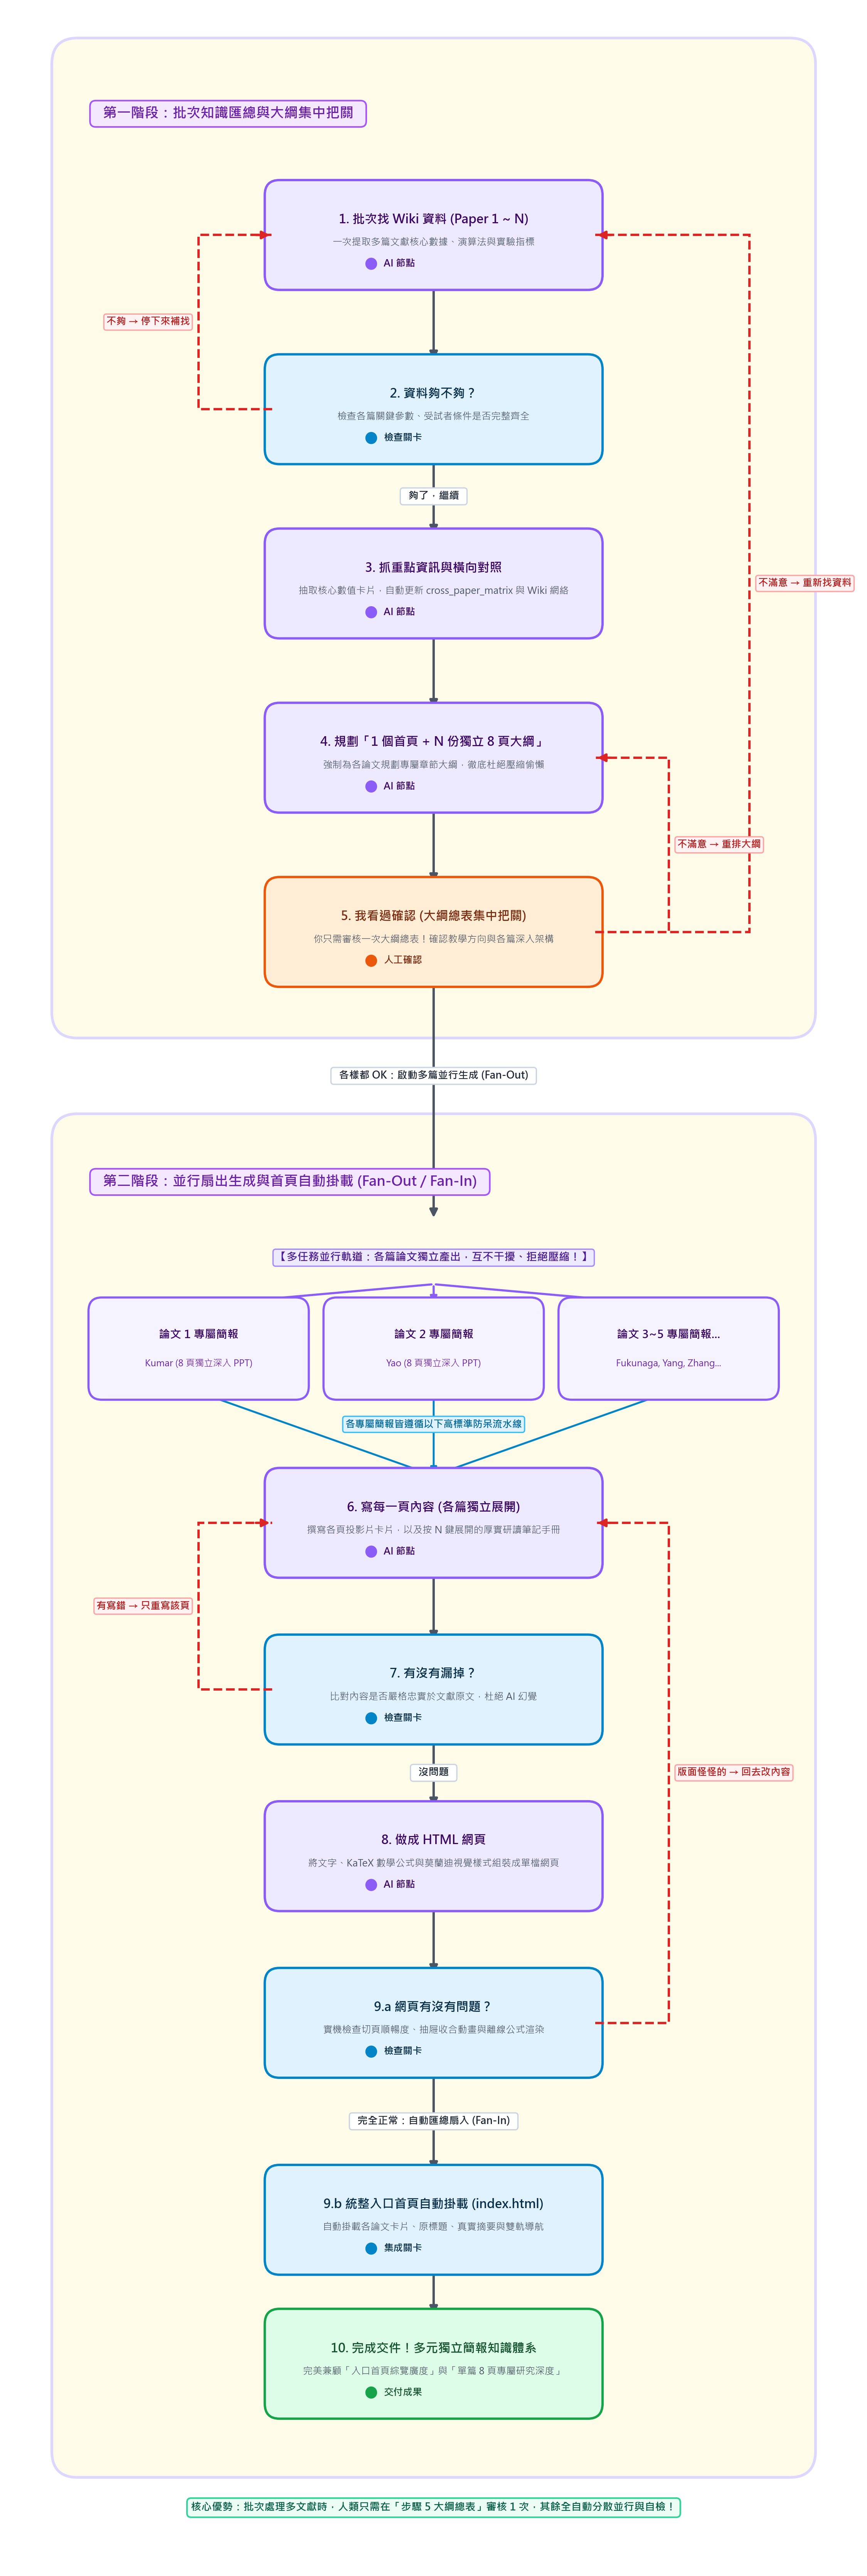 第一階段：批次知識匯總與大綱集中把關
1. 批次找 Wiki 資料 (Paper 1 ~ N)
一次提取多篇文獻核心數據、演算法與實驗指標
AI 節點
不夠 → 停下來補找
2. 資料夠不夠？
檢查各篇關鍵參數、受試者條件是否完整齊全
檢查關卡
夠了，繼續
3. 抓重點資訊與橫向對照
抽取核心數值卡片，自動更新 cross_paper_matrix 與 Wiki 網絡
AI 節點
不滿意 → 重新找資料
4. 規劃「1 個首頁 + N 份獨立 8 頁大綱」
強制為各論文規劃專屬章節大綱，徹底杜絕壓縮偷懶
AI 節點
不滿意 → 重排大綱
5. 我看過確認 (大綱總表集中把關)
你只需審核一次大綱總表！確認教學方向與各篇深入架構
人工確認
各樣都 OK：啟動多篇並行生成 (Fan-Out)
第二階段：並行扇出生成與首頁自動掛載 (Fan-Out / Fan-In)
【多任務並行軌道：各篇論文獨立產出，互不干擾、拒絕壓縮！】
論文 1 專屬簡報
Kumar (8 頁獨立深入 PPT)
論文 2 專屬簡報
Yao (8 頁獨立深入 PPT)
論文 3~5 專屬簡報...
Fukunaga, Yang, Zhang...
各專屬簡報皆遵循以下高標準防呆流水線
6. 寫每一頁內容 (各篇獨立展開)
撰寫各頁投影片卡片，以及按 N 鍵展開的厚實研讀筆記手冊
AI 節點
有寫錯 → 只重寫該頁
7. 有沒有漏掉？
比對內容是否嚴格忠實於文獻原文，杜絕 AI 幻覺
檢查關卡
沒問題
版面怪怪的 → 回去改內容
8. 做成 HTML 網頁
將文字、KaTeX 數學公式與莫蘭迪視覺樣式組裝成單檔網頁
AI 節點
9.a 網頁有沒有問題？
實機檢查切頁順暢度、抽屜收合動畫與離線公式渲染
檢查關卡
完全正常：自動匯總扇入 (Fan-In)
9.b 統整入口首頁自動掛載 (index.html)
自動掛載各論文卡片、原標題、真實摘要與雙軌導航
集成關卡
10. 完成交件！多元獨立簡報知識體系
完美兼顧「入口首頁綜覽廣度」與「單篇 8 頁專屬研究深度」
交付成果
核心優勢：批次處理多文獻時，人類只需在「步驟 5 大綱總表」審核 1 次，其餘全自動分散並行與自檢！